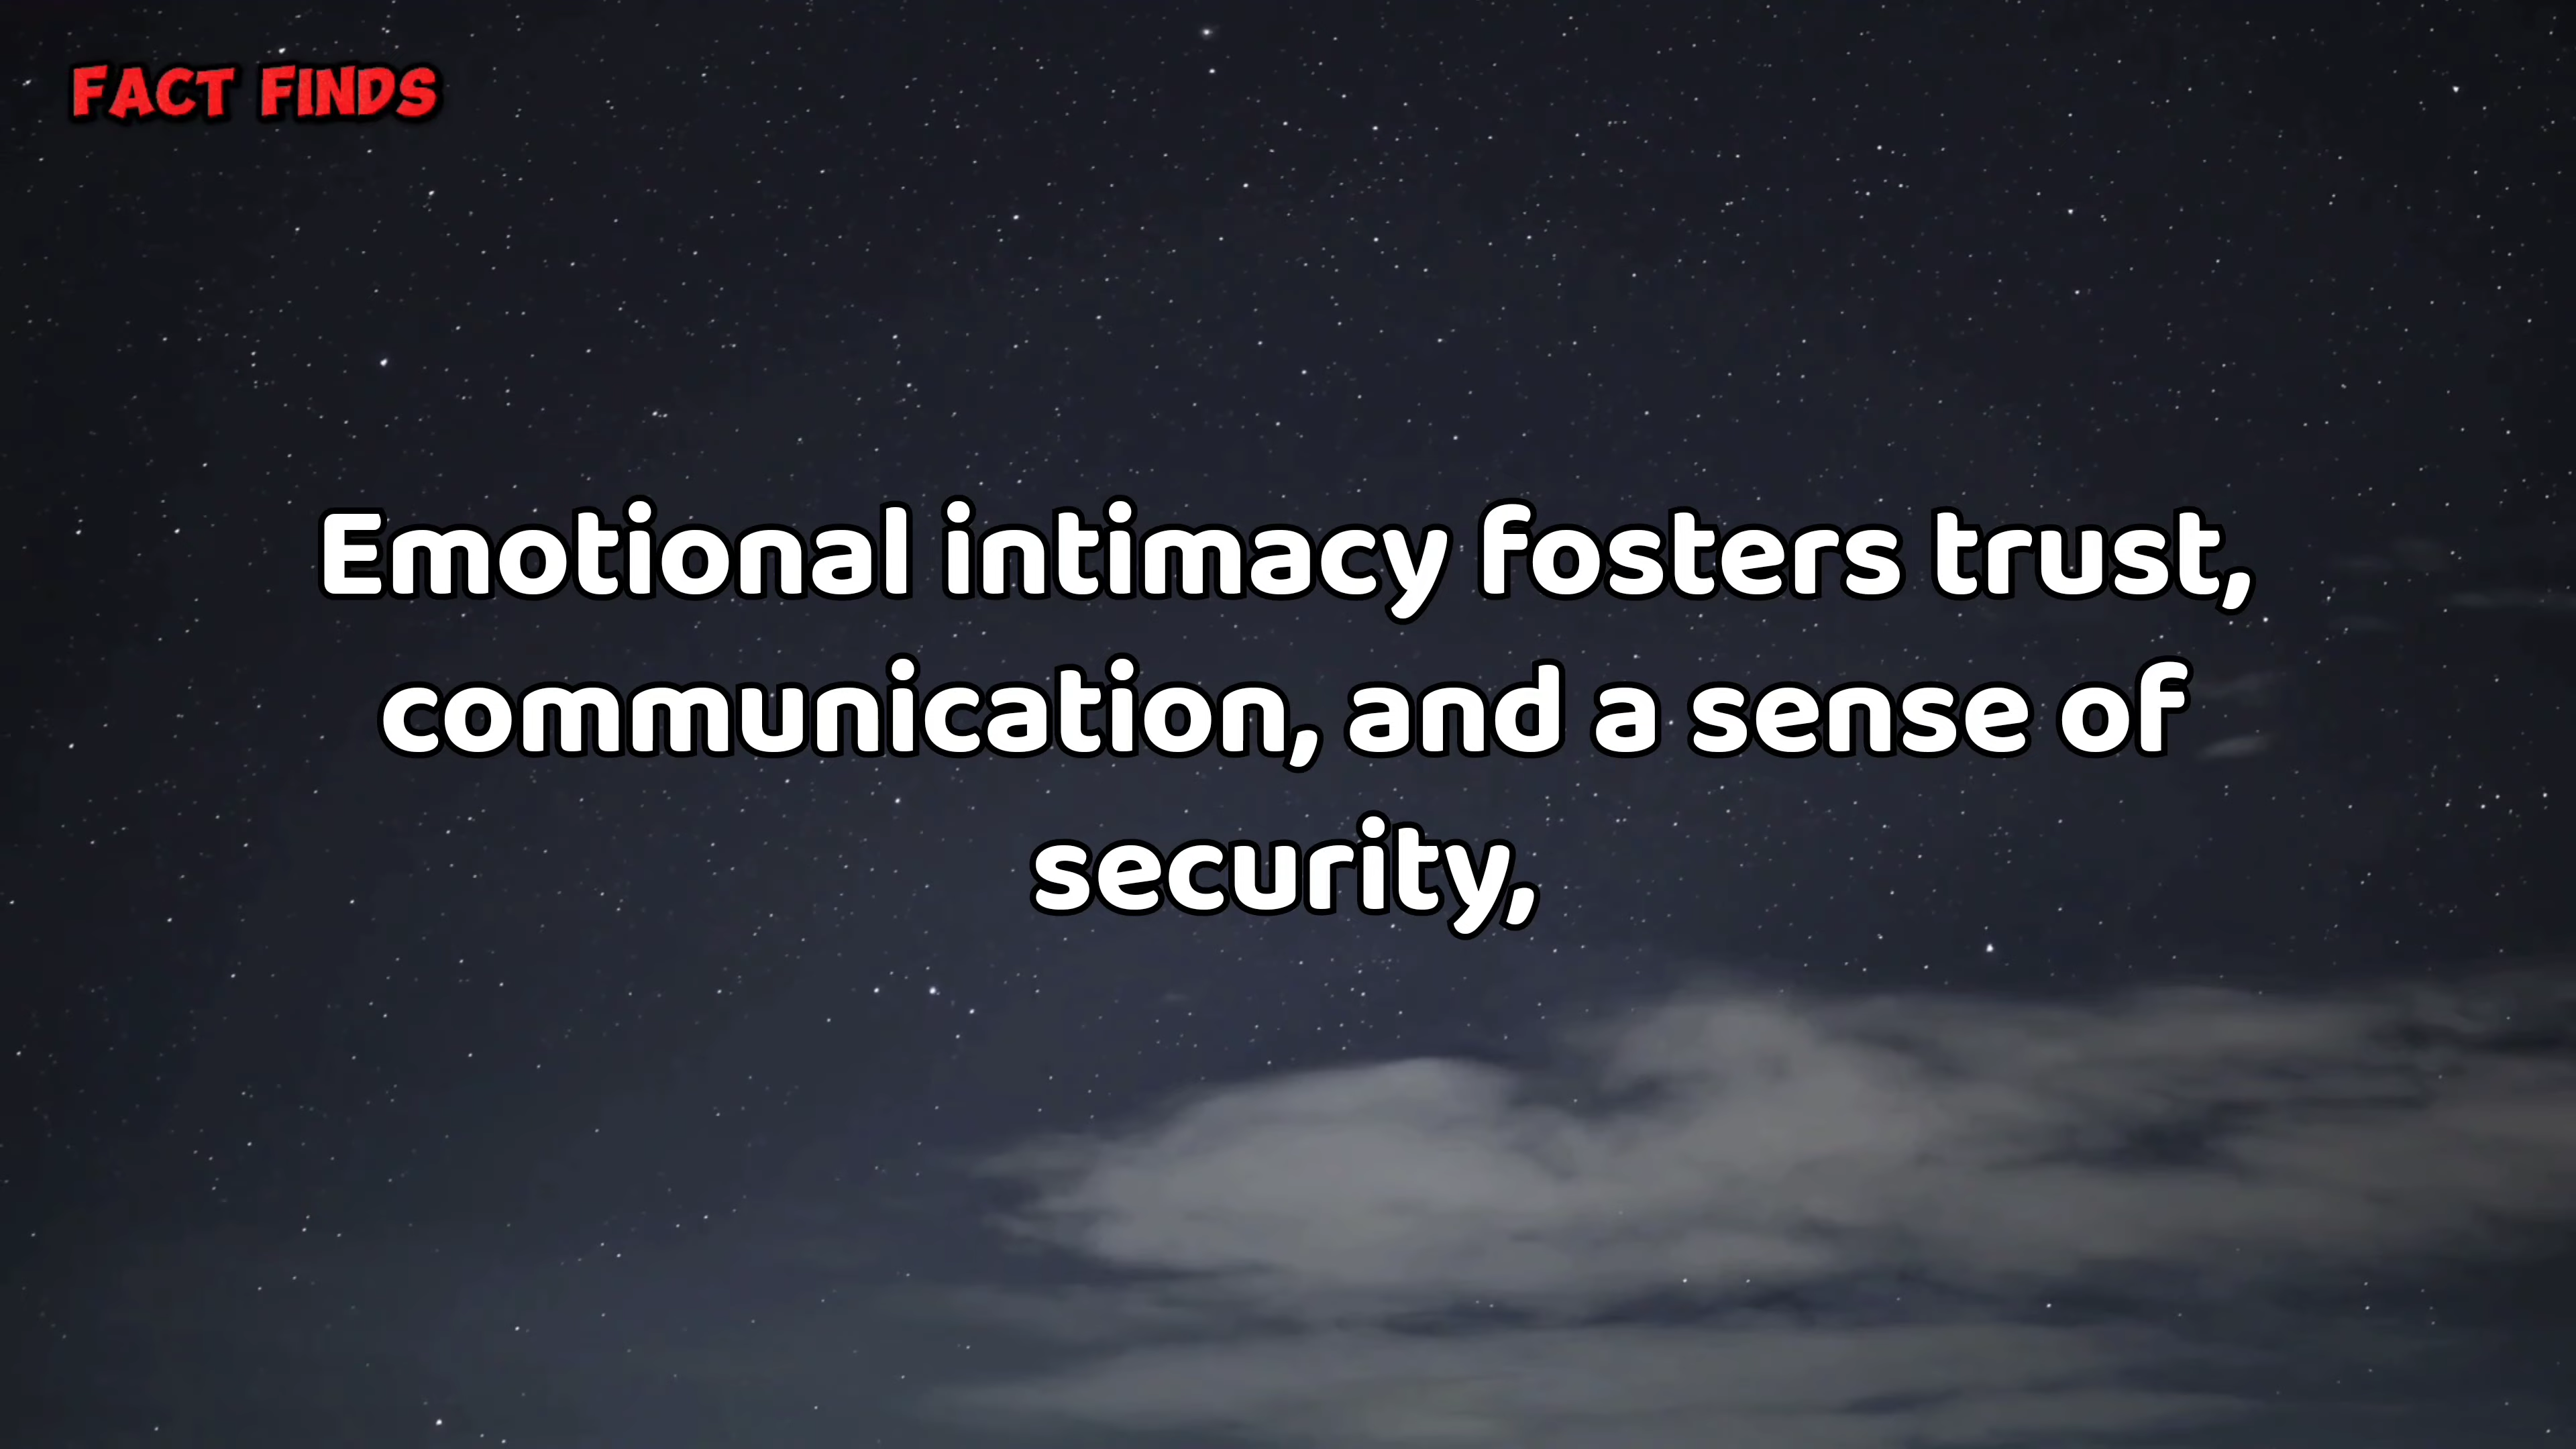 FACT FINDS
Emotional intimacy fosters trust,
communication, and a sense of
security,